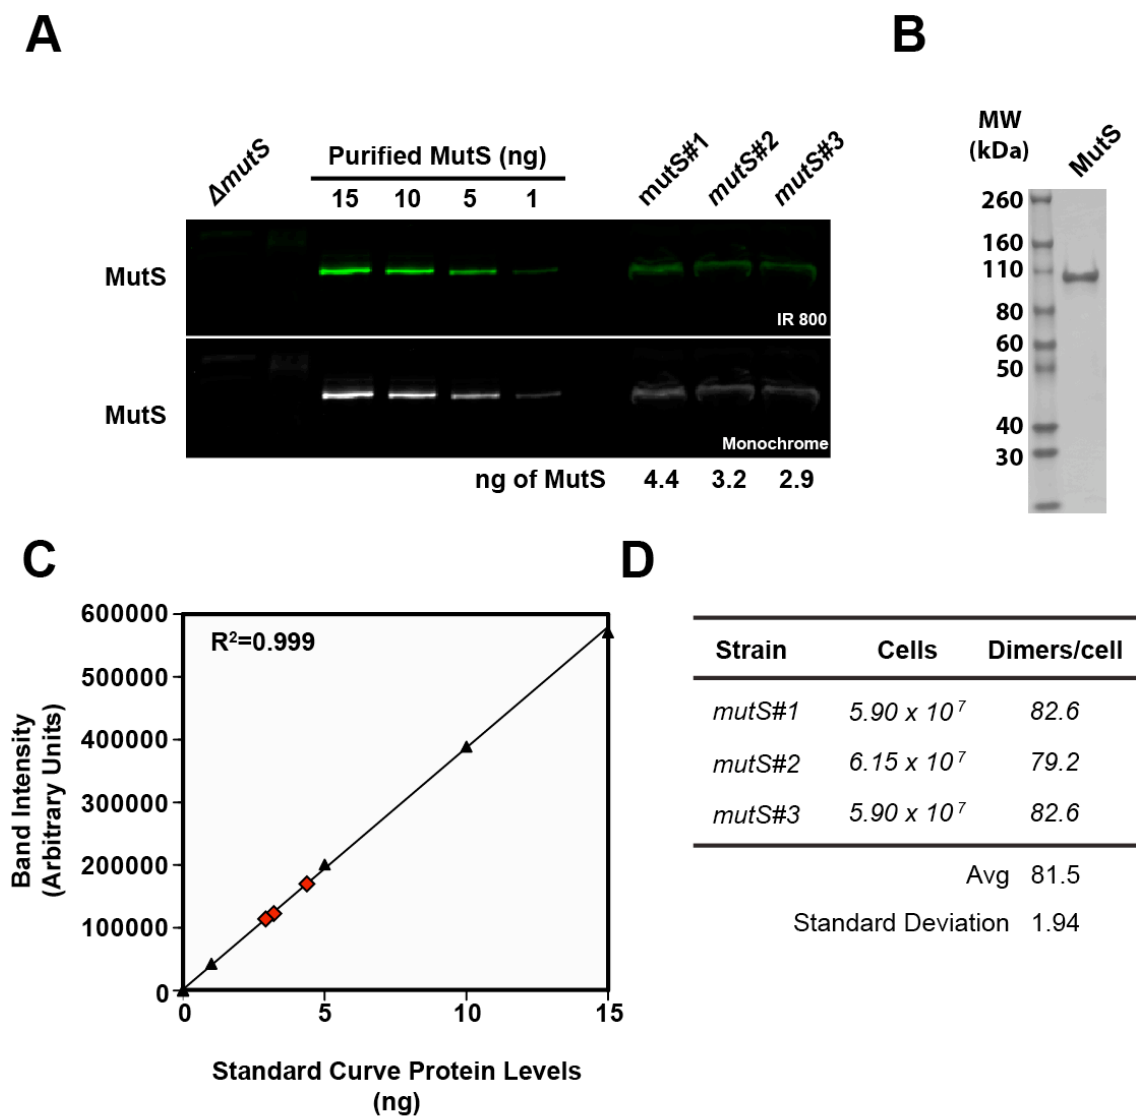 A
ΔmutS
Purified MutS (ng)
15 10 5 1
mutS#1
mutS#2
mutS#3
MutS
IR 800
MutS
Monochrome
ng of MutS 4.4 3.2 2.9
B
MW
(kDa)
MutS
260
160
110
80
60
50
40
30
C
600000
500000
400000
300000
200000
100000
0
R²=0.999
Band Intensity
(Arbitrary Units)
0 5 10 15
Standard Curve Protein Levels
(ng)
D
Strain Cells Dimers/cell
mutS#1 5.90 x 10⁷ 82.6
mutS#2 6.15 x 10⁷ 79.2
mutS#3 5.90 x 10⁷ 82.6
Avg 81.5
Standard Deviation 1.94